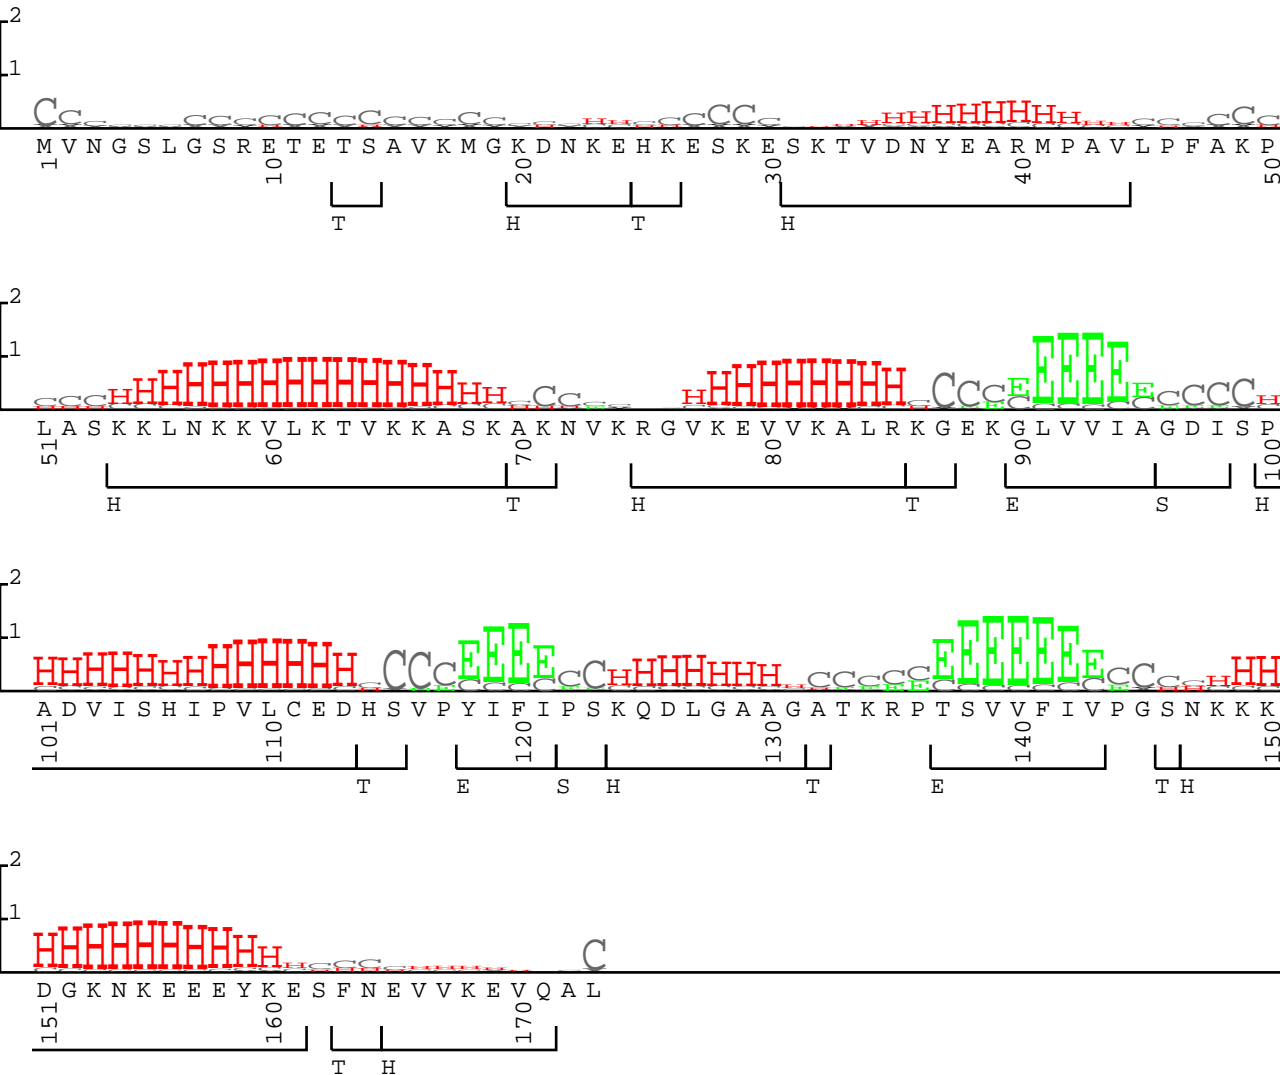 2
1
C C C C C C C C C C C C C C C C H H C C C C C C H H H H H H H H H C C C C C C
M V N G S L G S R E T E T S A V K M G K D N K E H K E S K E S K T V D N Y E A R M P A V L P F A K P
1 10 20 30 40 50
T H T H
2
1
C C C H H H H H H H H H H H H H H H H C C H H H H H H H H H C C C E E E E E E C C C C H
L A S K K L N K K V L K T V K K A S K A K N V K R G V K E V V K A L R K G E K G L V V I A G D I S P
51 60 70 80 90 100
H T H T E S H
2
1
H H H H H H H H H H H H H C C C C E E E E C C H H H H H H H C C C C C E E E E E E E C C H H H
A D V I S H I P V L C E D H S V P Y I F I P S K Q D L G A A G A T K R P T S V V F I V P G S N K K K
101 110 120 130 140 150
T E S H T E T H
2
1
H H H H H H H H H H H C C C C
D G K N K E E E Y K E S F N E V V K E V Q A L
151 160 170
T H